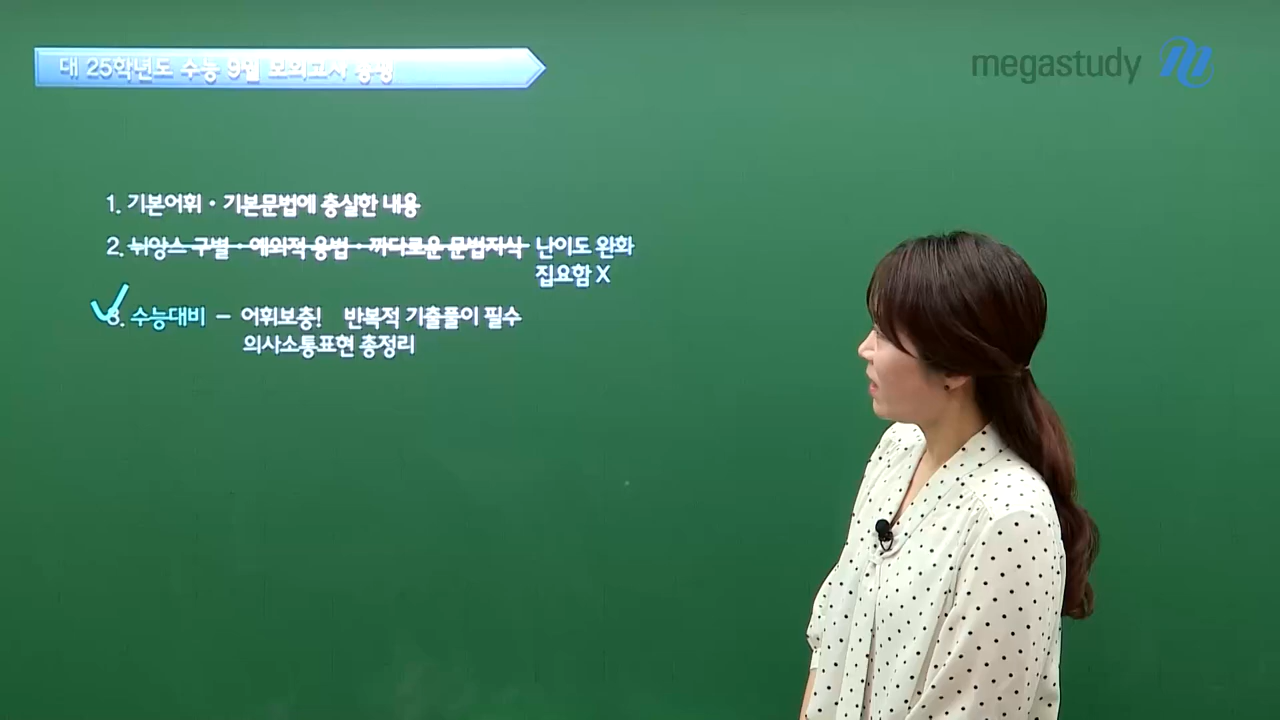 대 25학년도 수능 9월 모의고사 총평
megastudy
1. 기본어휘 · 기본문법에 충실한 내용
2. 뉘앙스 구별 · 예외적 용법 · 까다로운 문법지식 난이도 완화
집요함 X
3. 수능대비 - 어휘보충! 반복적 기출풀이 필수
의사소통표현 총정리